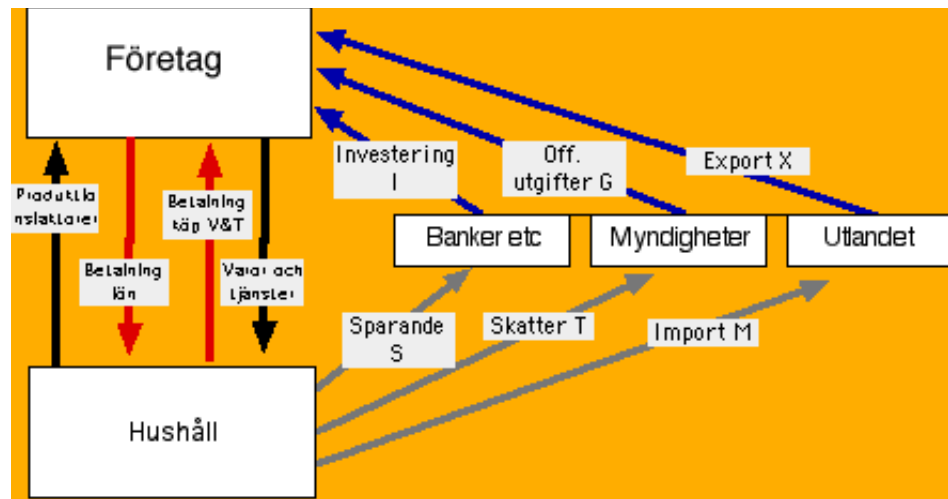 Företag
Investering
I
Off.
utgifter G
Export X
Produktio
nsfaktorer
Betalning
köp V&T
Banker etc
Myndigheter
Utlandet
Betalning
lön
Varor och
tjänster
Sparande
S
Skatter T
Import M
Hushåll